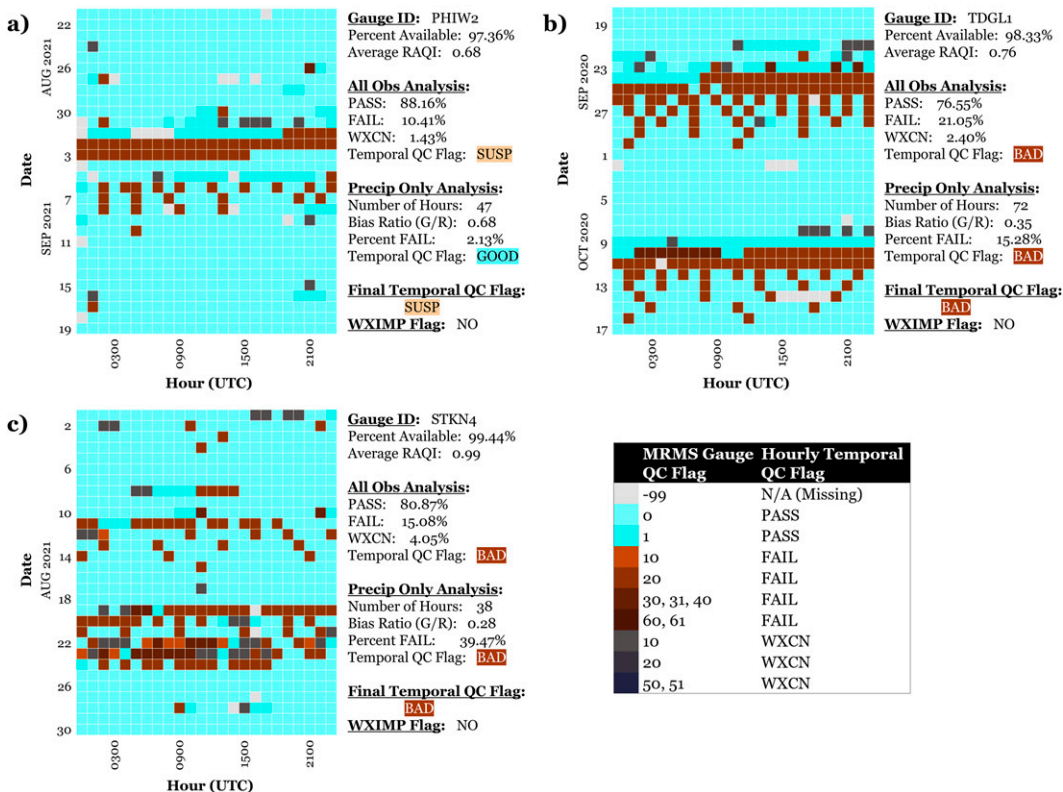 a)
22
26
30
3
7
11
15
19
AUG 2021
SEP 2021
Date
0300
0900
1500
2100
Hour (UTC)
Gauge ID: PHIW2
Percent Available: 97.36%
Average RAQI: 0.68
All Obs Analysis:
PASS: 88.16%
FAIL: 10.41%
WXCN: 1.43%
Temporal QC Flag: SUSP
Precip Only Analysis:
Number of Hours: 47
Bias Ratio (G/R): 0.68
Percent FAIL: 2.13%
Temporal QC Flag: GOOD
Final Temporal QC Flag:
SUSP
WXIMP Flag: NO
b)
19
23
27
1
5
9
13
17
SEP 2020
OCT 2020
Date
0300
0900
1500
2100
Hour (UTC)
Gauge ID: TDGL1
Percent Available: 98.33%
Average RAQI: 0.76
All Obs Analysis:
PASS: 76.55%
FAIL: 21.05%
WXCN: 2.40%
Temporal QC Flag: BAD
Precip Only Analysis:
Number of Hours: 72
Bias Ratio (G/R): 0.35
Percent FAIL: 15.28%
Temporal QC Flag: BAD
Final Temporal QC Flag:
BAD
WXIMP Flag: NO
c)
2
6
10
14
18
22
26
30
AUG 2021
Date
0300
0900
1500
2100
Hour (UTC)
Gauge ID: STKN4
Percent Available: 99.44%
Average RAQI: 0.99
All Obs Analysis:
PASS: 80.87%
FAIL: 15.08%
WXCN: 4.05%
Temporal QC Flag: BAD
Precip Only Analysis:
Number of Hours: 38
Bias Ratio (G/R): 0.28
Percent FAIL: 39.47%
Temporal QC Flag: BAD
Final Temporal QC Flag:
BAD
WXIMP Flag: NO
MRMS Gauge Hourly Temporal
QC Flag QC Flag
-99 N/A (Missing)
0 PASS
1 PASS
10 FAIL
20 FAIL
30, 31, 40 FAIL
60, 61 FAIL
10 WXCN
20 WXCN
50, 51 WXCN